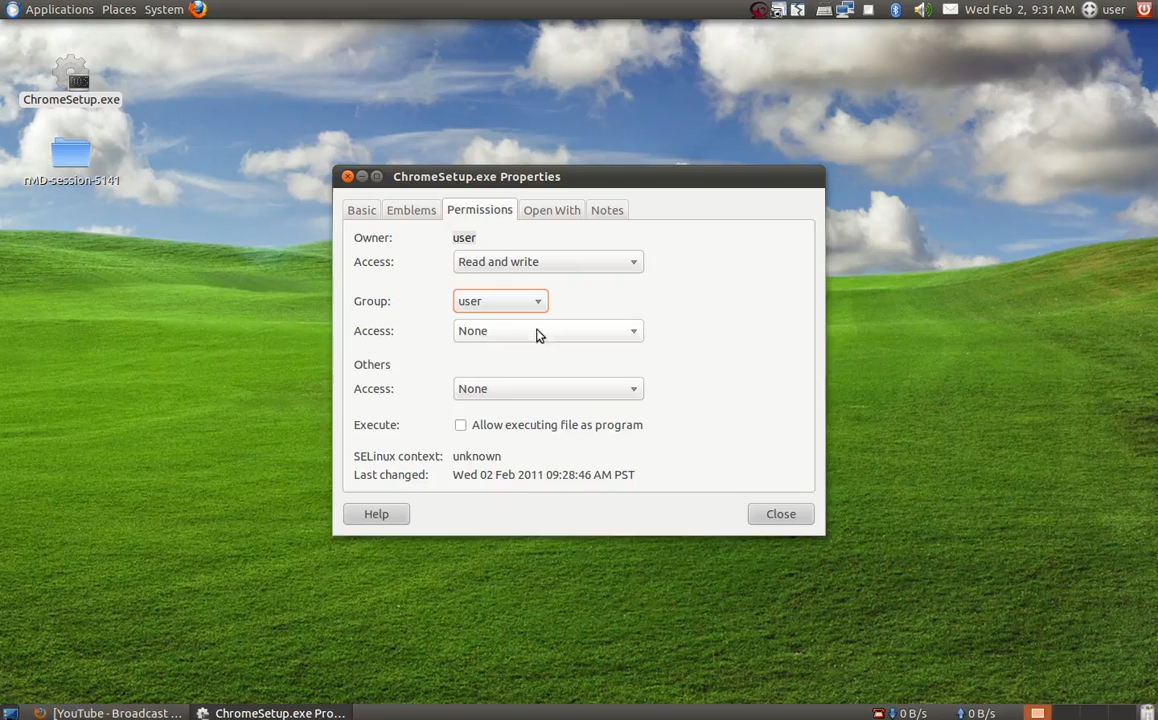 Applications Places System Wed Feb 2, 9:31 AM user
ChromeSetup.exe
rMD-session-5141
ChromeSetup.exe Properties
Basic Emblems Permissions Open With Notes
Owner: user
Access: Read and write
Group: user
Access: None
Others
Access: None
Execute: Allow executing file as program
SELinux context: unknown
Last changed: Wed 02 Feb 2011 09:28:46 AM PST
Help Close
[YouTube - Broadcast ... ChromeSetup.exe Pro... 0 B/s 0 B/s